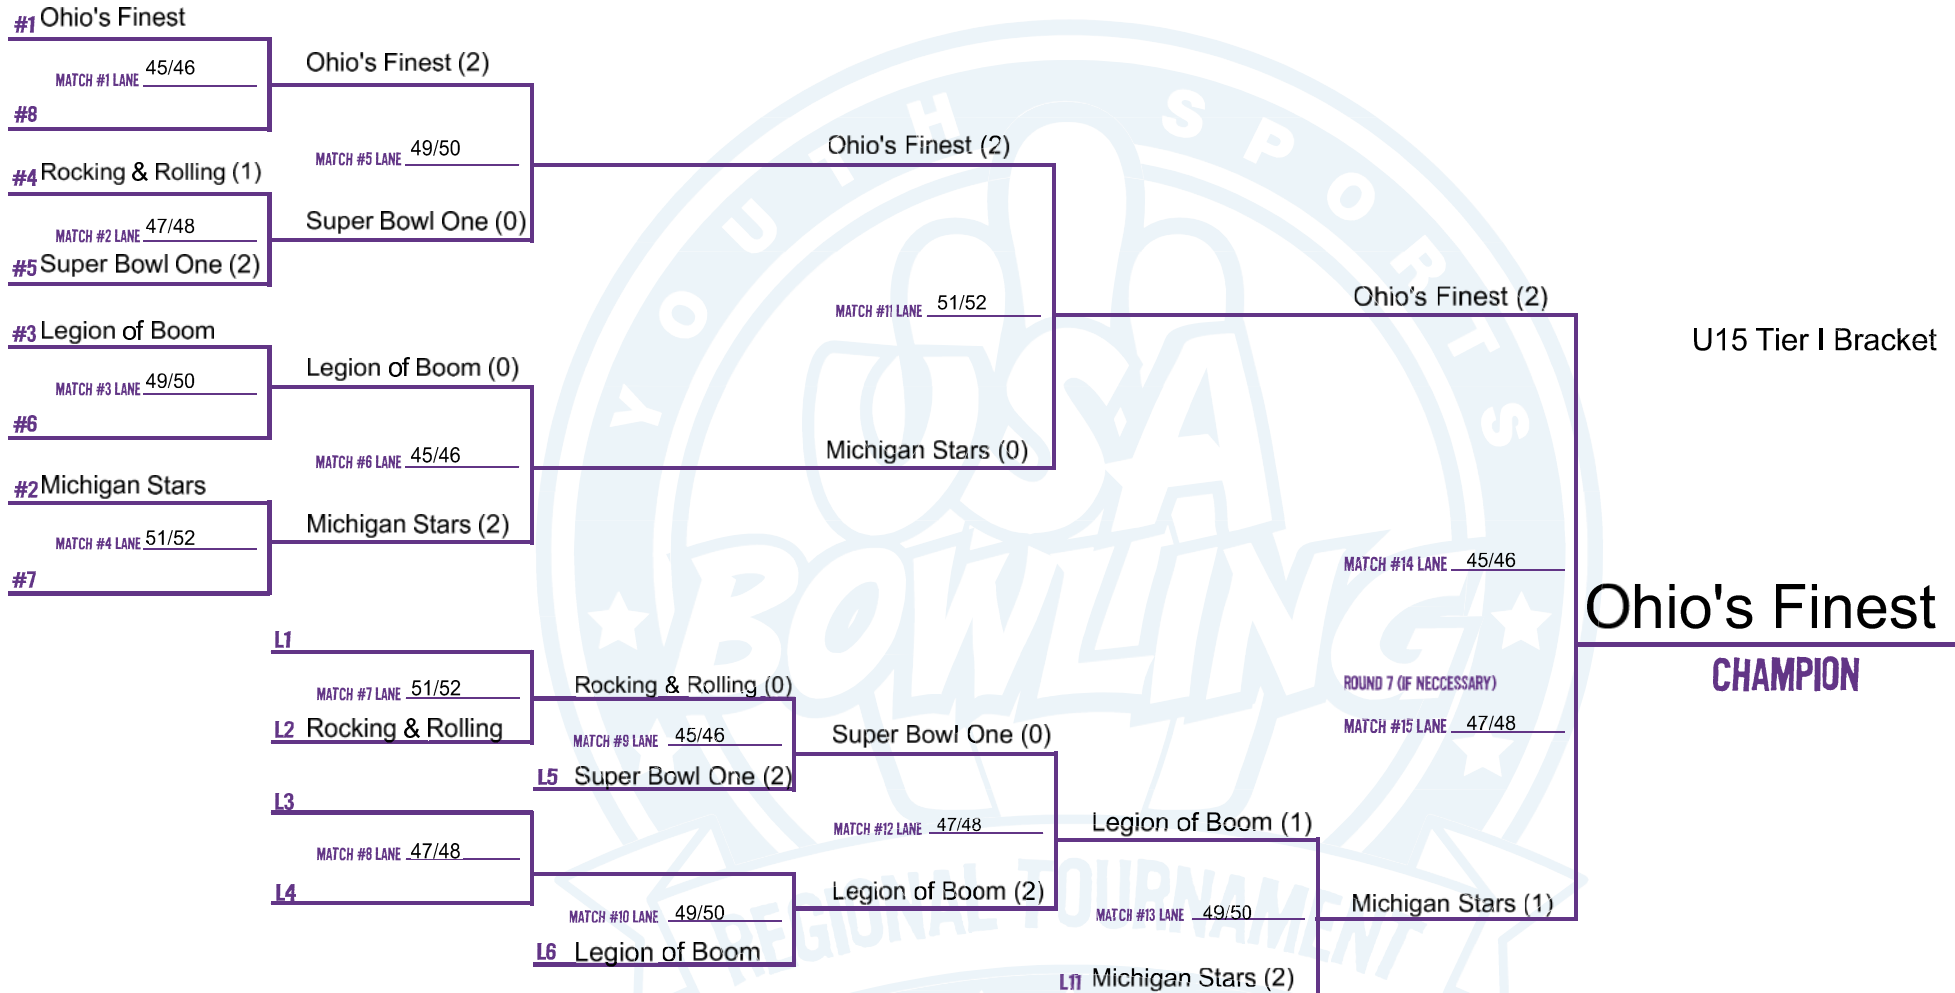 #1 Ohio's Finest
MATCH #1 LANE 45/46
#8
Ohio's Finest (2)
#4 Rocking & Rolling (1)
MATCH #2 LANE 47/48
#5 Super Bowl One (2)
MATCH #5 LANE 49/50
Super Bowl One (0)
#3 Legion of Boom
MATCH #3 LANE 49/50
#6
Legion of Boom (0)
#2 Michigan Stars
MATCH #4 LANE 51/52
#7
MATCH #6 LANE 45/46
Michigan Stars (2)
Ohio's Finest (2)
MATCH #11 LANE 51/52
Michigan Stars (0)
Ohio's Finest (2)
U15 Tier I Bracket
MATCH #14 LANE 45/46
Ohio's Finest
CHAMPION
ROUND 7 (IF NECCESSARY)
MATCH #15 LANE 47/48
L1
MATCH #7 LANE 51/52
L2 Rocking & Rolling
Rocking & Rolling (0)
MATCH #9 LANE 45/46
L5 Super Bowl One (2)
L3
MATCH #8 LANE 47/48
L4
MATCH #10 LANE 49/50
L6 Legion of Boom
Super Bowl One (0)
MATCH #12 LANE 47/48
Legion of Boom (2)
Legion of Boom (1)
MATCH #13 LANE 49/50
L11 Michigan Stars (2)
Michigan Stars (1)
YOUTH SPORTS
USA
BOWLING
REGIONAL TOURNAMENT